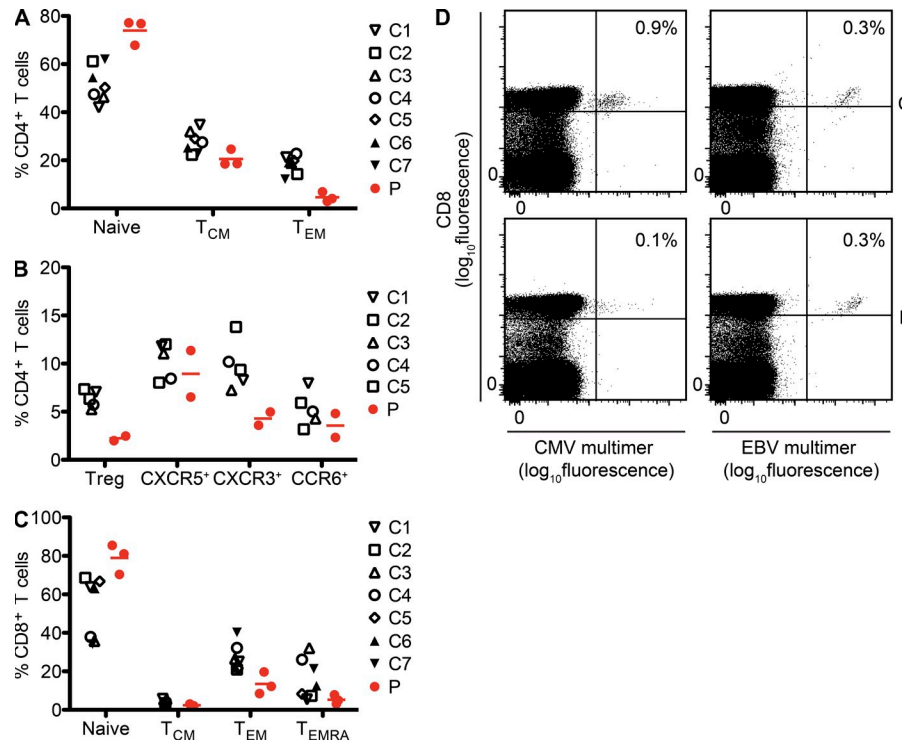 A
80
60
40
20
0
% CD4+ T cells
Naive
TCM
TEM
C1
C2
C3
C4
C5
C6
C7
P
B
20
15
10
5
0
% CD4+ T cells
Treg
CXCR5+
CXCR3+
CCR6+
C1
C2
C3
C4
C5
P
C
100
80
60
40
20
0
% CD8+ T cells
Naive
TCM
TEM
TEMRA
C1
C2
C3
C4
C5
C6
C7
P
D
0.9%
0.3%
0
0
0
0
0.1%
0.3%
0
0
0
0
CD8
(log10fluorescence)
CMV multimer
(log10fluorescence)
EBV multimer
(log10fluorescence)